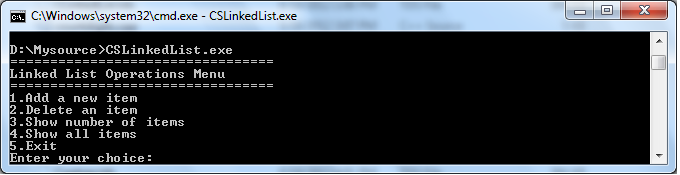 C:\Windows\system32\cmd.exe - CSLinkedList.exe
D:\Mysource>CSLinkedList.exe
=================================
Linked List Operations Menu
=================================
1.Add a new item
2.Delete an item
3.Show number of items
4.Show all items
5.Exit
Enter your choice: